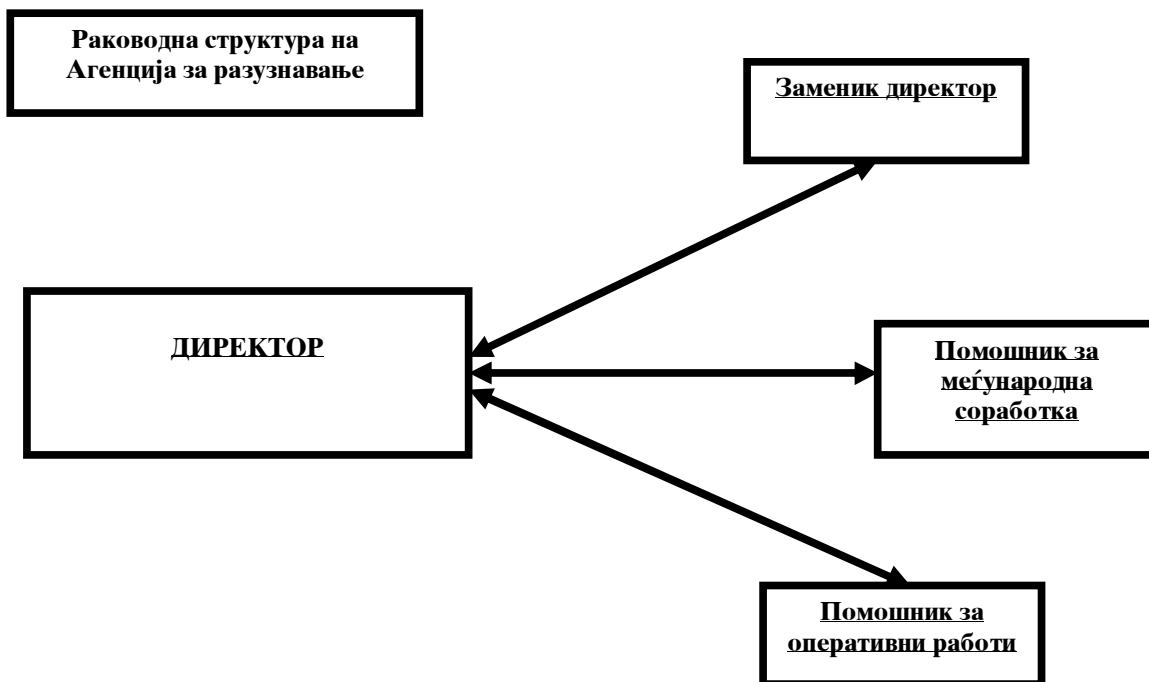 Раководна структура на
Агенција за разузнавање
Заменик директор
ДИРЕКТОР
Помошник за
меѓународна
соработка
Помошник за
оперативни работи